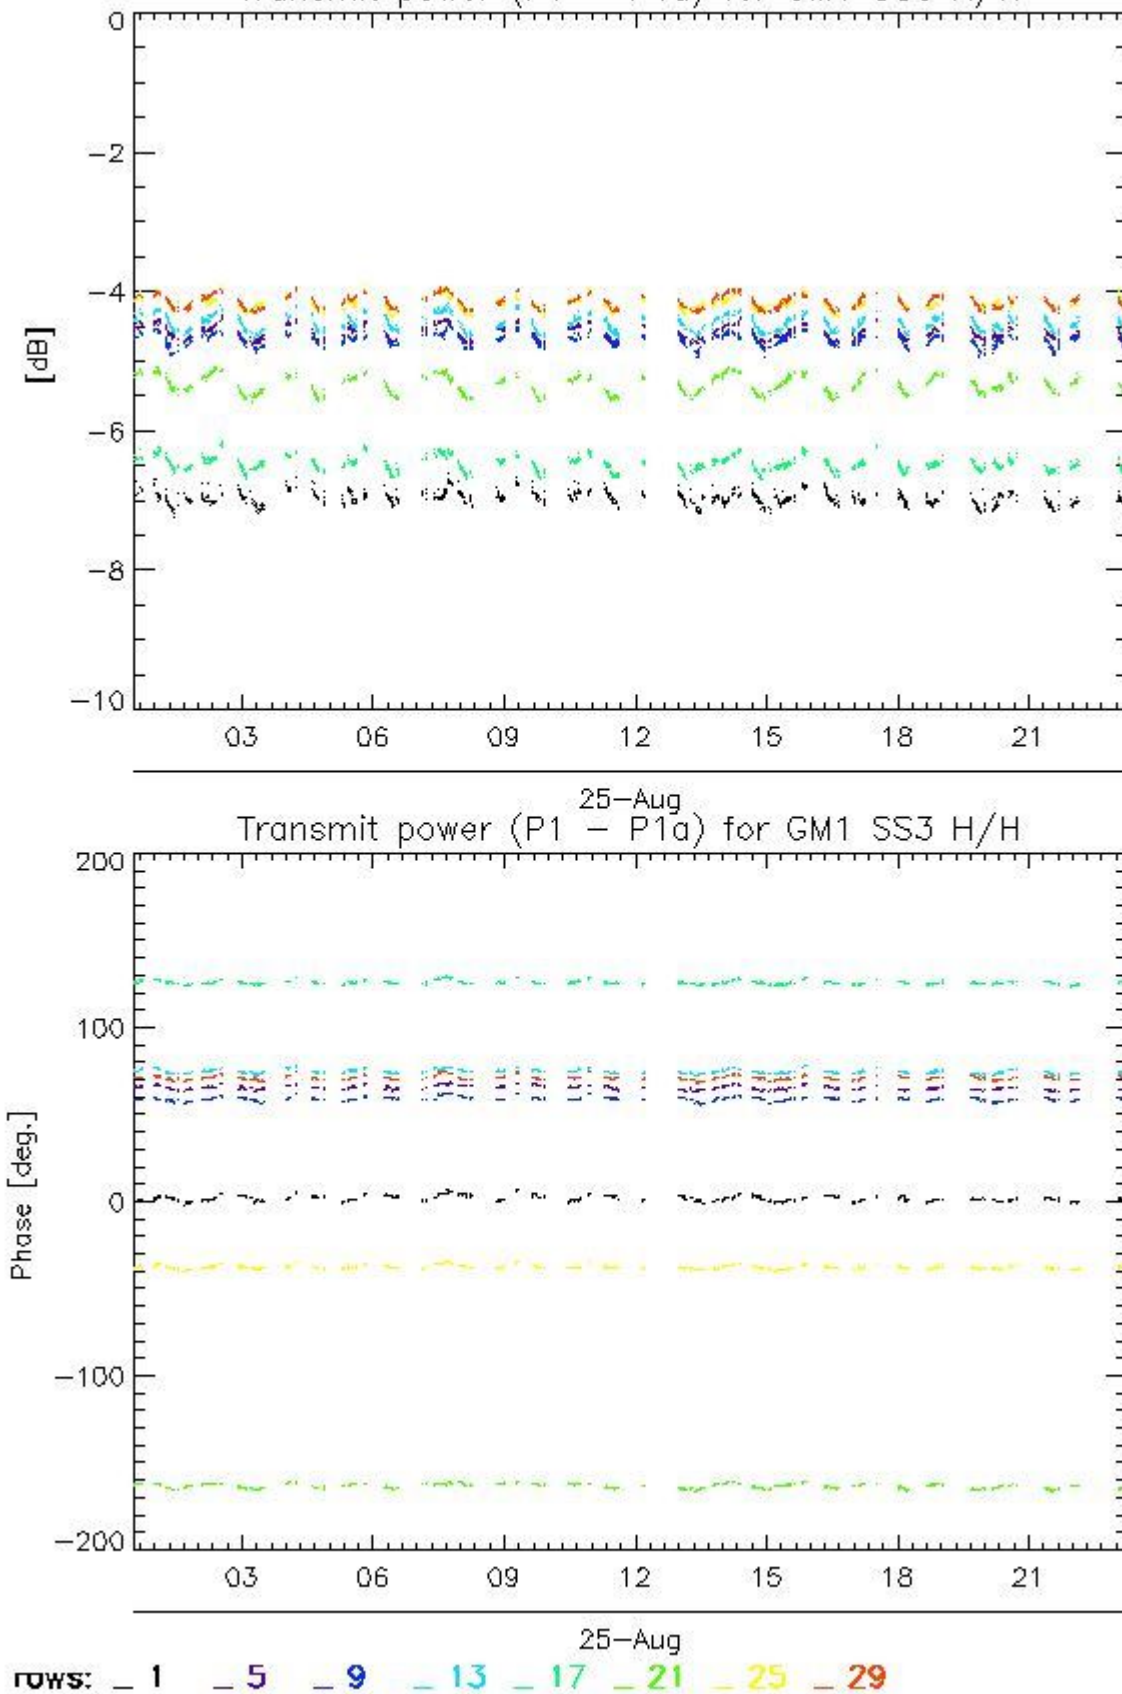 0
−2
−4
[dB]
−6
−8
−10
03 06 09 12 15 18 21
25−Aug
Transmit power (P1 − P1a) for GM1 SS3 H/H
200
100
Phase [deg.]
0
−100
−200
03 06 09 12 15 18 21
25−Aug
rows: _ 1 _ 5 _ 9 _ 13 _ 17 _ 21 _ 25 _ 29